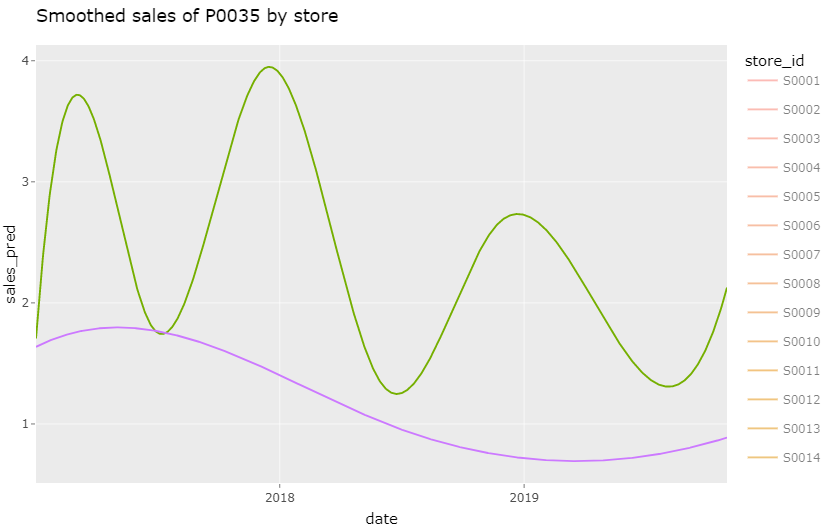 Smoothed sales of P0035 by store
store_id
S0001
S0002
S0003
S0004
S0005
S0006
S0007
S0008
S0009
S0010
S0011
S0012
S0013
S0014
4
3
2
1
sales_pred
2018
2019
date